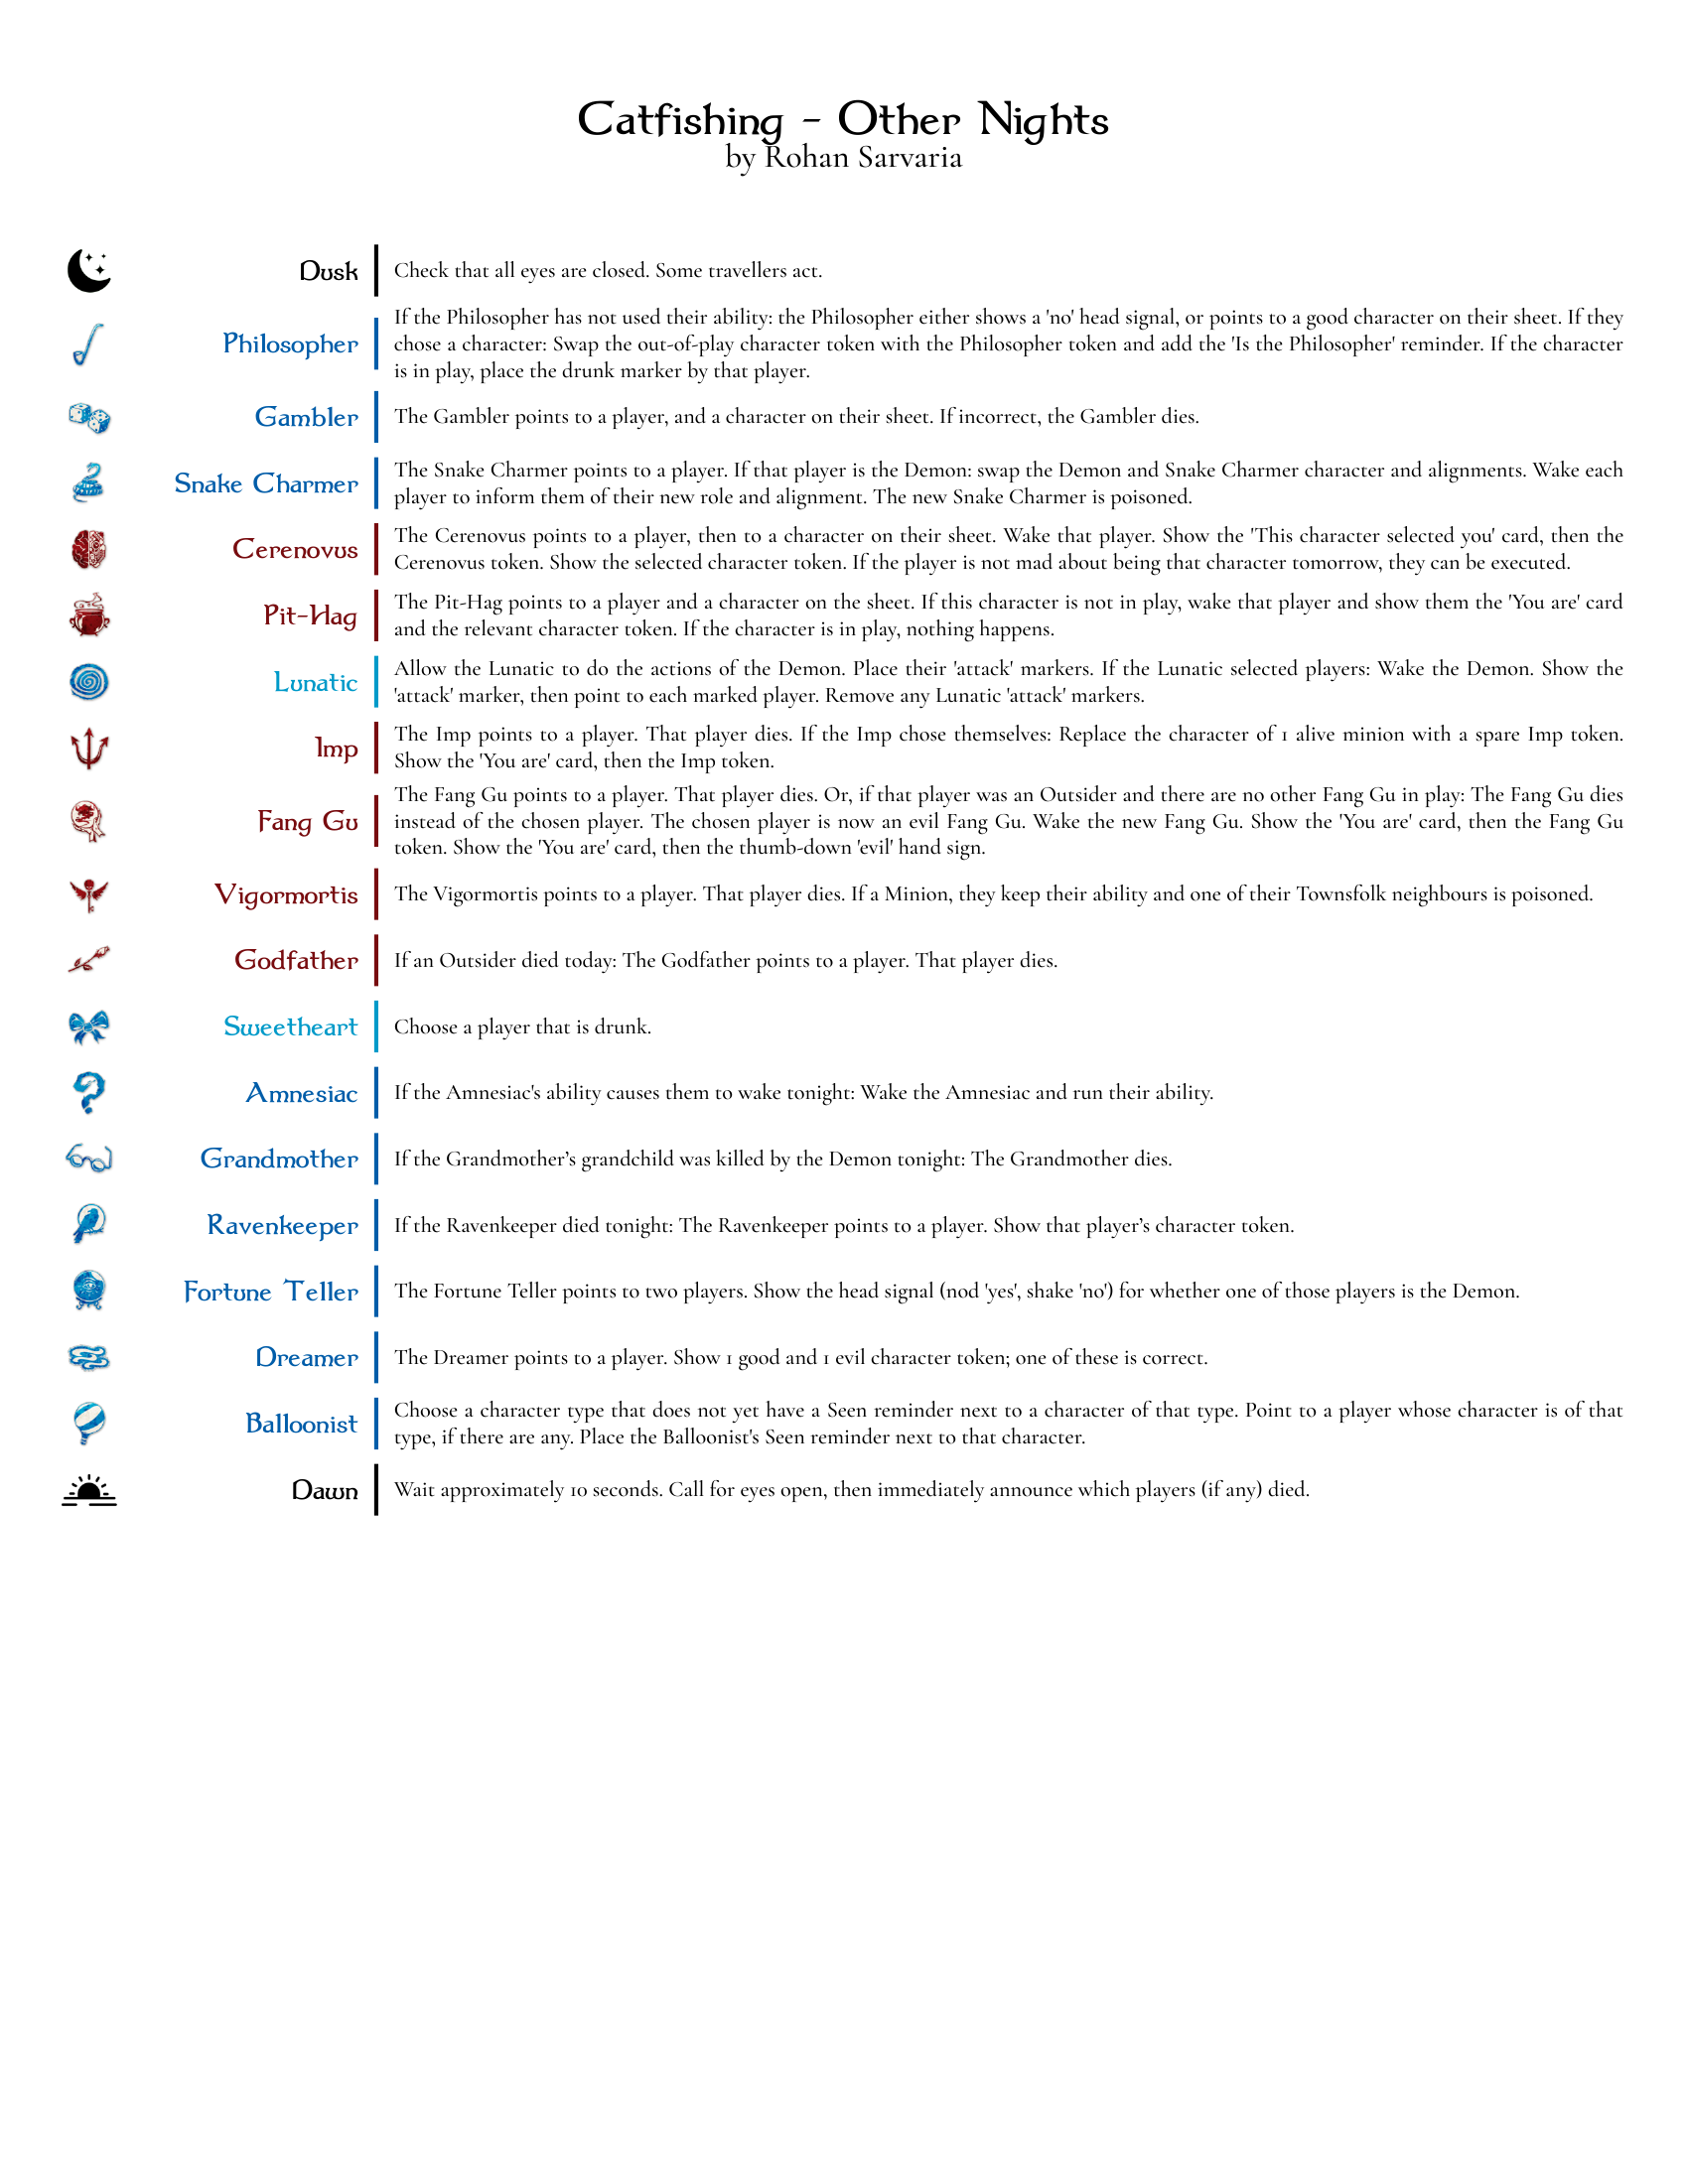 Catfishing - Other Nights
by Rohan Sarvaria
Dusk
Check that all eyes are closed. Some travellers act.
Philosopher
If the Philosopher has not used their ability: the Philosopher either shows a 'no' head signal, or points to a good character on their sheet. If they
chose a character: Swap the out-of-play character token with the Philosopher token and add the 'Is the Philosopher' reminder. If the character
is in play, place the drunk marker by that player.
Gambler
The Gambler points to a player, and a character on their sheet. If incorrect, the Gambler dies.
Snake Charmer
The Snake Charmer points to a player. If that player is the Demon: swap the Demon and Snake Charmer character and alignments. Wake each
player to inform them of their new role and alignment. The new Snake Charmer is poisoned.
Cerenovus
The Cerenovus points to a player, then to a character on their sheet. Wake that player. Show the 'This character selected you' card, then the
Cerenovus token. Show the selected character token. If the player is not mad about being that character tomorrow, they can be executed.
Pit-Hag
The Pit-Hag points to a player and a character on the sheet. If this character is not in play, wake that player and show them the 'You are' card
and the relevant character token. If the character is in play, nothing happens.
Lunatic
Allow the Lunatic to do the actions of the Demon. Place their 'attack' markers. If the Lunatic selected players: Wake the Demon. Show the
'attack' marker, then point to each marked player. Remove any Lunatic 'attack' markers.
Imp
The Imp points to a player. That player dies. If the Imp chose themselves: Replace the character of 1 alive minion with a spare Imp token.
Show the 'You are' card, then the Imp token.
Fang Gu
The Fang Gu points to a player. That player dies. Or, if that player was an Outsider and there are no other Fang Gu in play: The Fang Gu dies
instead of the chosen player. The chosen player is now an evil Fang Gu. Wake the new Fang Gu. Show the 'You are' card, then the Fang Gu
token. Show the 'You are' card, then the thumb-down 'evil' hand sign.
Vigormortis
The Vigormortis points to a player. That player dies. If a Minion, they keep their ability and one of their Townsfolk neighbours is poisoned.
Godfather
If an Outsider died today: The Godfather points to a player. That player dies.
Sweetheart
Choose a player that is drunk.
Amnesiac
If the Amnesiac's ability causes them to wake tonight: Wake the Amnesiac and run their ability.
Grandmother
If the Grandmother’s grandchild was killed by the Demon tonight: The Grandmother dies.
Ravenkeeper
If the Ravenkeeper died tonight: The Ravenkeeper points to a player. Show that player’s character token.
Fortune Teller
The Fortune Teller points to two players. Show the head signal (nod 'yes', shake 'no') for whether one of those players is the Demon.
Dreamer
The Dreamer points to a player. Show 1 good and 1 evil character token; one of these is correct.
Balloonist
Choose a character type that does not yet have a Seen reminder next to a character of that type. Point to a player whose character is of that
type, if there are any. Place the Balloonist's Seen reminder next to that character.
Dawn
Wait approximately 10 seconds. Call for eyes open, then immediately announce which players (if any) died.